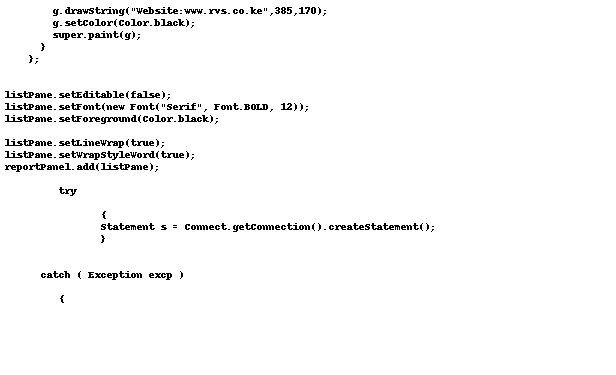 g.drawString("Website:www.rvs.co.ke",385,170);
g.setColor(Color.black);
super.paint(g);
}
};
listPane.setEditable(false);
listPane.setFont(new Font("Serif", Font.BOLD, 12));
listPane.setForeground(Color.black);
listPane.setLineWrap(true);
listPane.setWrapStyleWord(true);
reportPanel.add(listPane);
try
{
Statement s = Connect.getConnection().createStatement();
}
catch ( Exception excp )
{